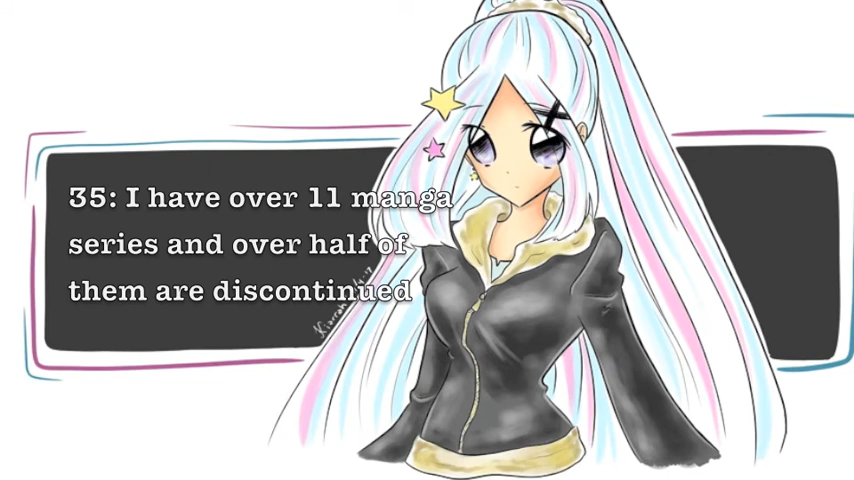 35: I have over 11 manga
series and over half of
them are discontinued